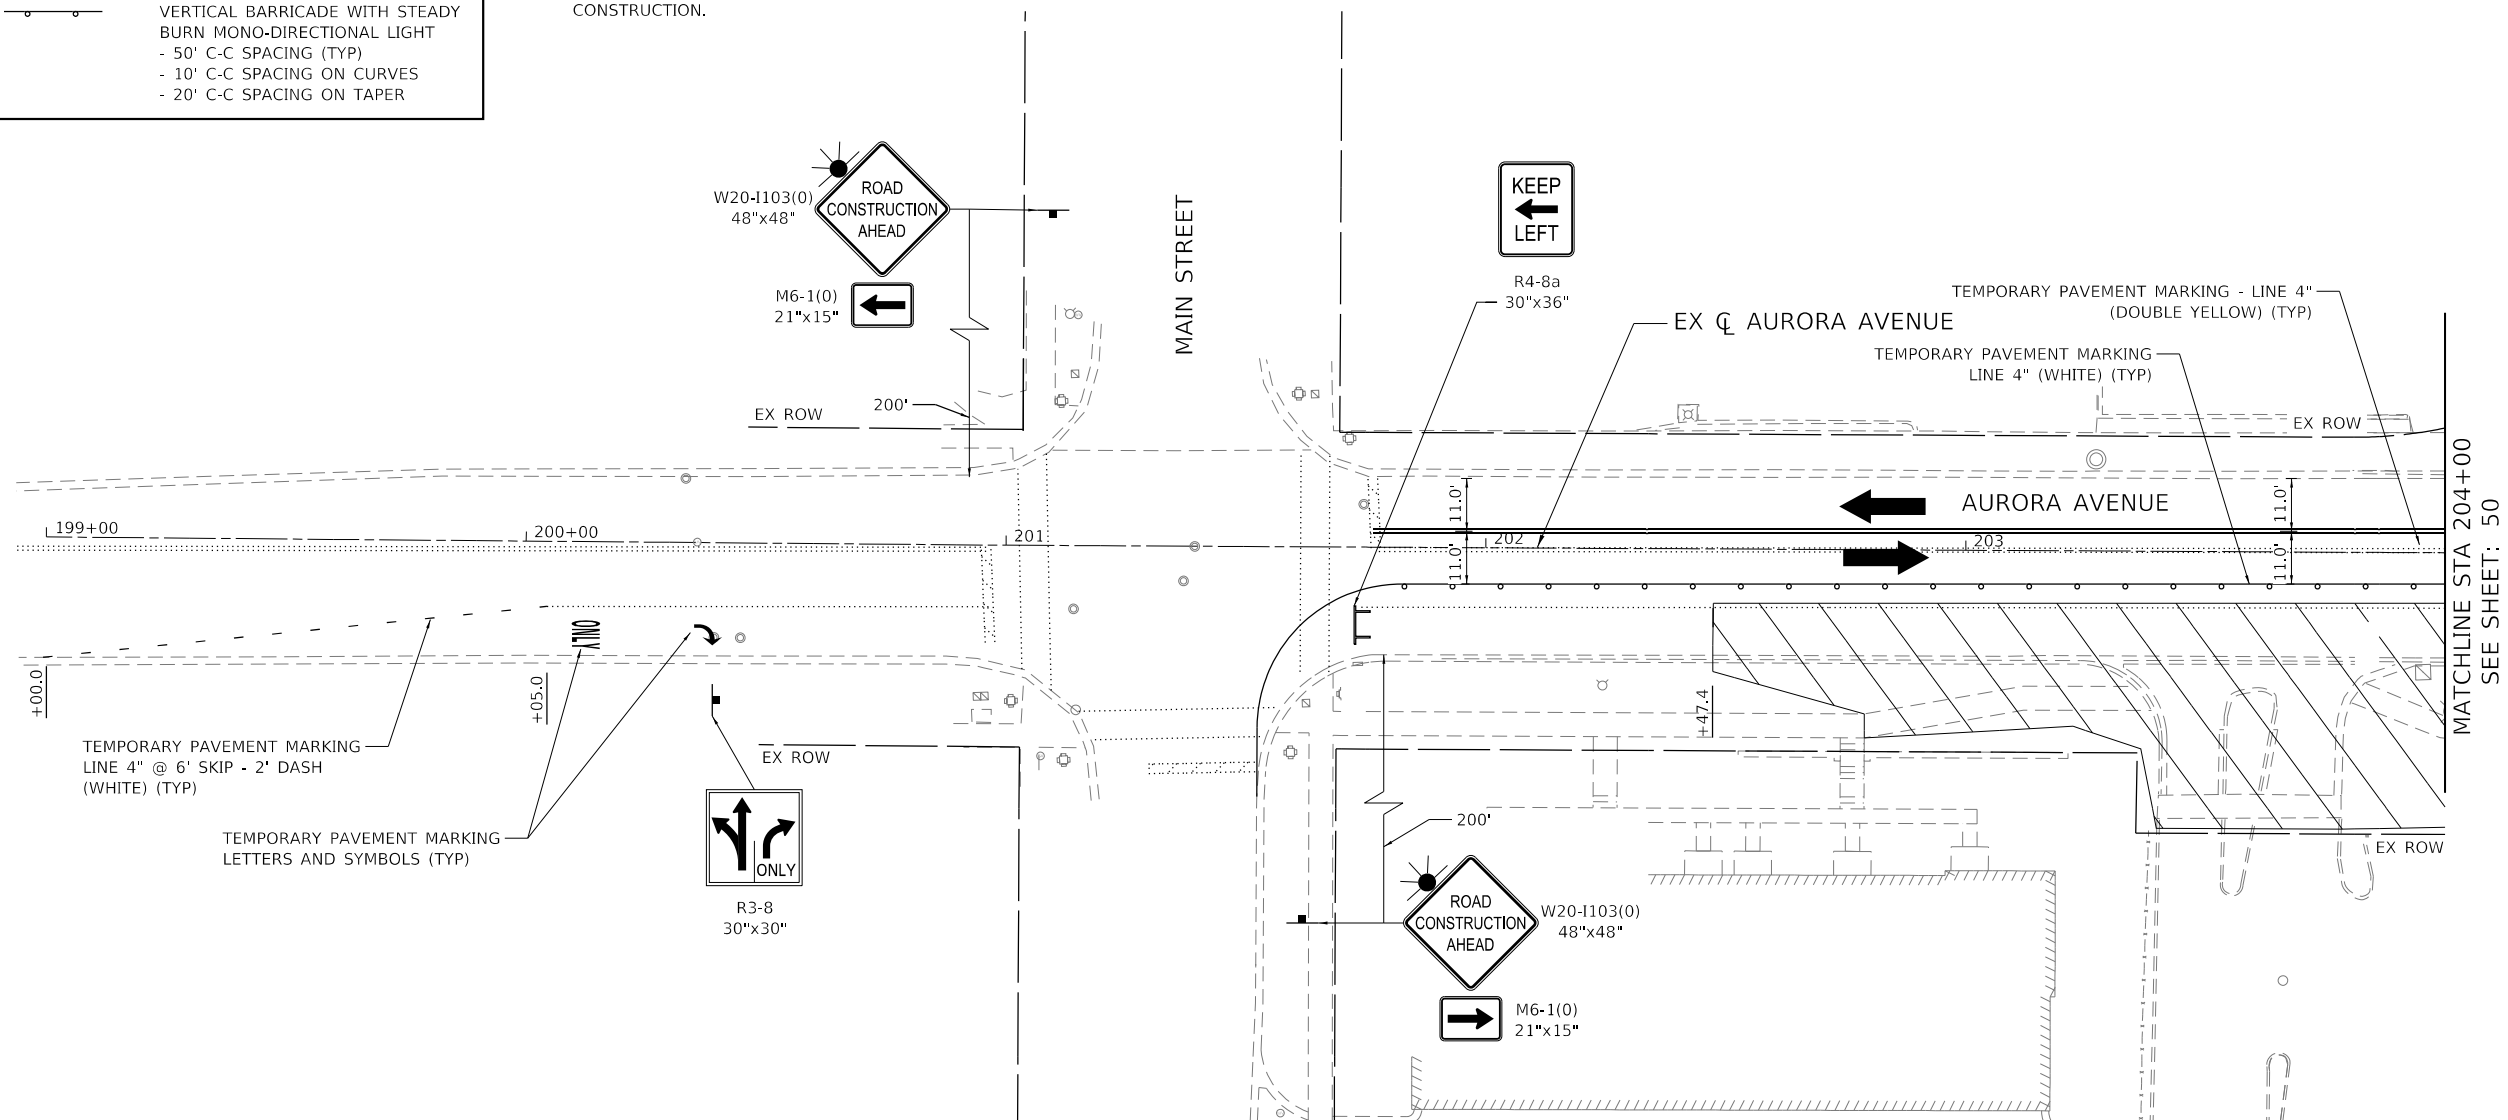 VERTICAL BARRICADE WITH STEADY
BURN MONO-DIRECTIONAL LIGHT
- 50' C-C SPACING (TYP)
- 10' C-C SPACING ON CURVES
- 20' C-C SPACING ON TAPER
CONSTRUCTION.
W20-I103(0)
48"x48"
ROAD
CONSTRUCTION
AHEAD
M6-1(0)
21"x15"
MAIN STREET
KEEP
LEFT
R4-8a
30"x36"
TEMPORARY PAVEMENT MARKING - LINE 4"
(DOUBLE YELLOW) (TYP)
EX ℄ AURORA AVENUE
TEMPORARY PAVEMENT MARKING
LINE 4" (WHITE) (TYP)
EX ROW
200'
EX ROW
199+00
200+00
201
202
203
11.0'
11.0'
11.0'
11.0'
AURORA AVENUE
MATCHLINE STA 204+00
SEE SHEET: 50
ONLY
+00.0
+05.0
+47.4
TEMPORARY PAVEMENT MARKING
LINE 4" @ 6' SKIP - 2' DASH
(WHITE) (TYP)
EX ROW
TEMPORARY PAVEMENT MARKING
LETTERS AND SYMBOLS (TYP)
ONLY
R3-8
30"x30"
200'
EX ROW
ROAD
CONSTRUCTION
AHEAD
W20-I103(0)
48"x48"
M6-1(0)
21"x15"